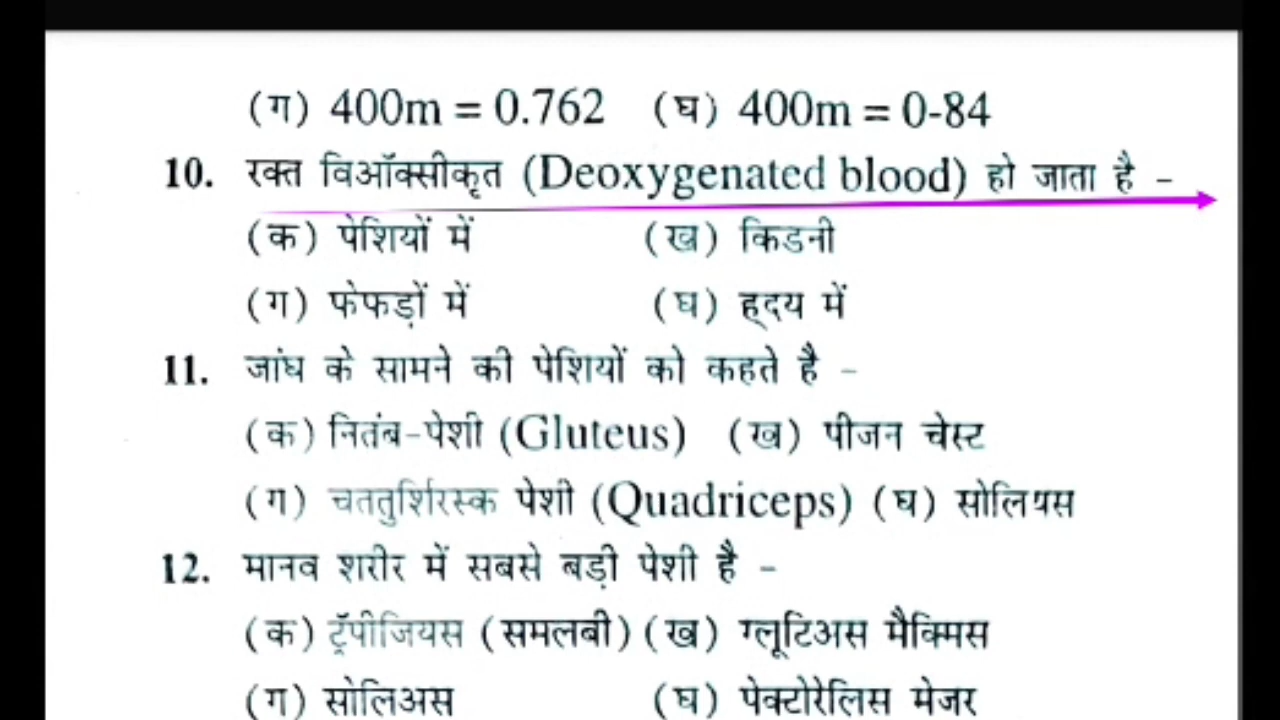 (ग) 400m = 0.762 (घ) 400m = 0-84
10. रक्त विऑक्सीकृत (Deoxygenated blood) हो जाता है -
(क) पेशियों में (ख) किडनी
(ग) फेफड़ों में (घ) हृदय में
11. जांघ के सामने की पेशियों को कहते है -
(क) नितंब-पेशी (Gluteus) (ख) पीजन चेस्ट
(ग) चततुर्शिरस्क पेशी (Quadriceps) (घ) सोलियस
12. मानव शरीर में सबसे बड़ी पेशी है -
(क) ट्रॅपीजियस (समलबी) (ख) ग्लूटिअस मैक्मिस
(ग) सोलिअस (घ) पेक्टोरेलिस मेजर